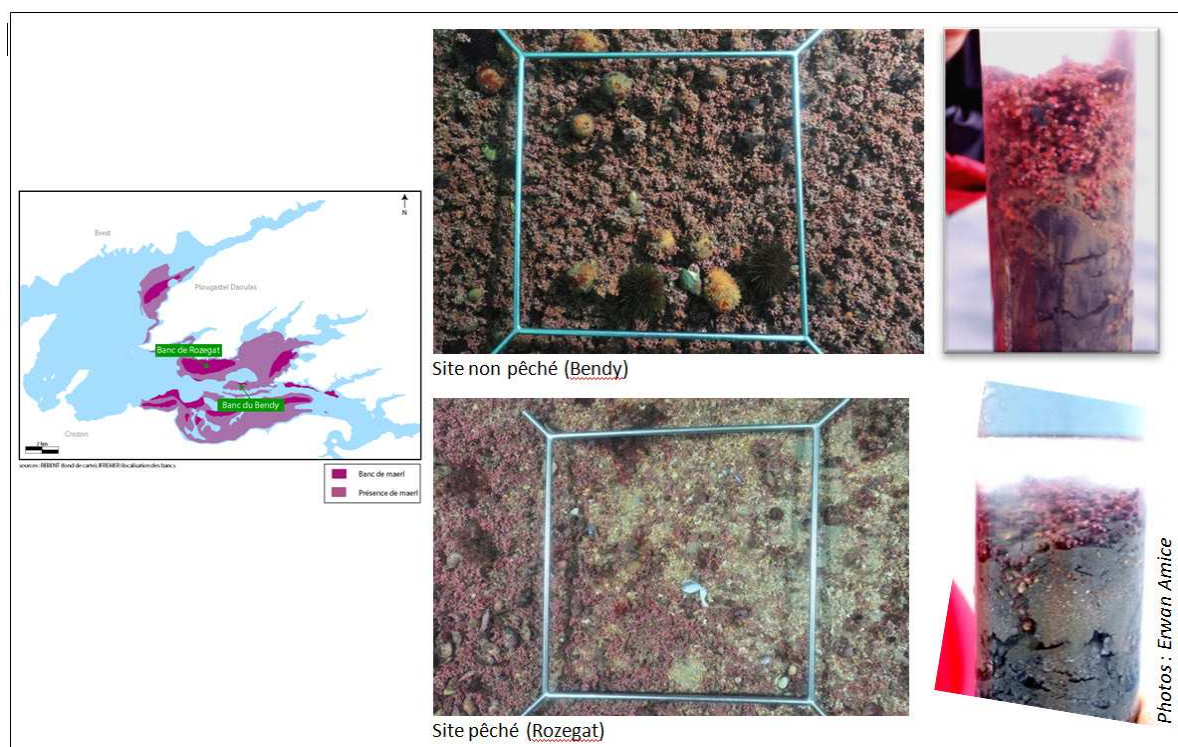 Brest
N
Plougastel Daoulas
Banc de Rozegat
Banc du Bendy
Crozon
2 km
sources : REBENT (fond de carte), IFREMER (localisation des bancs
Banc de maerl
Présence de maerl
Site non pêché (Bendy)
Site pêché (Rozegat)
Photos : Erwan Amice